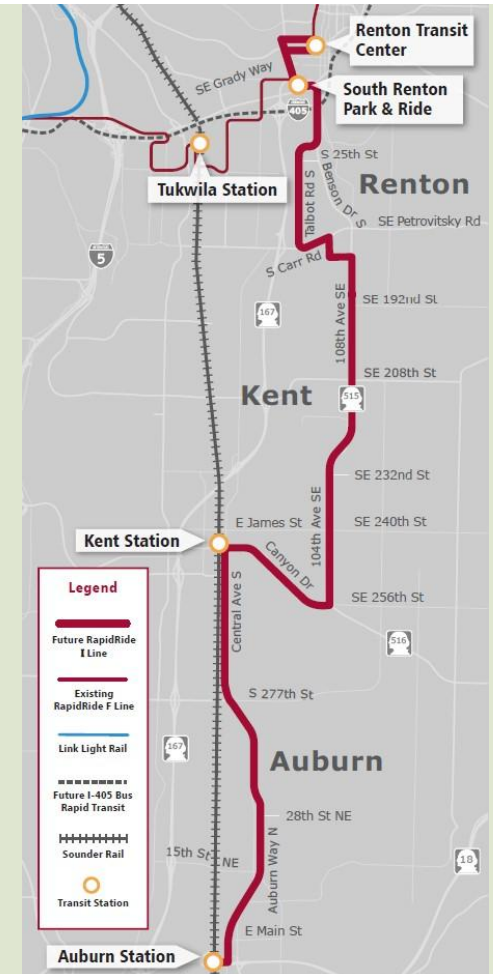 Renton Transit
Center
SE Grady Way
South Renton
Park & Ride
405
S 25th St
Tukwila Station
Renton
Benson Dr S
Talbot Rd S
SE Petrovitsky Rd
5
S Carr Rd
167
SE 192nd St
108th Ave SE
SE 208th St
Kent
515
SE 232nd St
E James St
SE 240th St
104th Ave SE
Kent Station
Canyon Dr
SE 256th St
Central Ave S
516
Legend
Future RapidRide
I Line
Existing
RapidRide F Line
Link Light Rail
Future I-405 Bus
Rapid Transit
Sounder Rail
Transit Station
S 277th St
167
Auburn
28th St NE
15th St NE
Auburn Way N
18
E Main St
Auburn Station